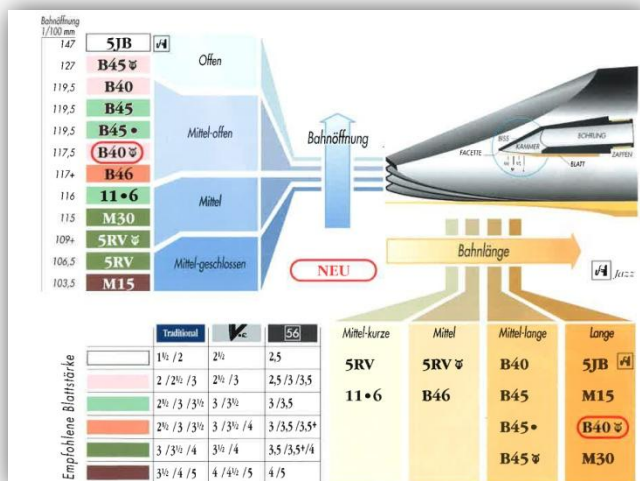 Bahnöffnung
1/100 mm
147 5JB
127 B45
119,5 B40
119,5 B45
119,5 B45•
117,5 B40
117+ B46
116 11•6
115 M30
109+ 5RV
106,5 5RV
103,5 M15
Offen
Mittel-offen
Mittel
Mittel-geschlossen
Bahnöffnung
BISS
KAMMER
BOHRUNG
FACETTE
BLATT
ZAPFEN
NEU
Bahnlänge
Jazz
Mittel-kurze Mittel Mittel-lange Lange
5RV 5RV B40 5JB
11•6 B46 B45 M15
B45• B40
B45 M30
Empfohlene Blattstärke
Traditional V 56
1½ /2 2½ 2,5
2 /2½ /3 2½ /3 2,5 /3 /3,5
2½ /3 /3½ 3 /3½ 3 /3,5
2½ /3 /3½ 3 /3½ /4 3 /3,5 /3,5+
3 /3½ /4 3½ /4 3,5 /3,5+/4
3½ /4 /5 4 /4½ /5 4 /5